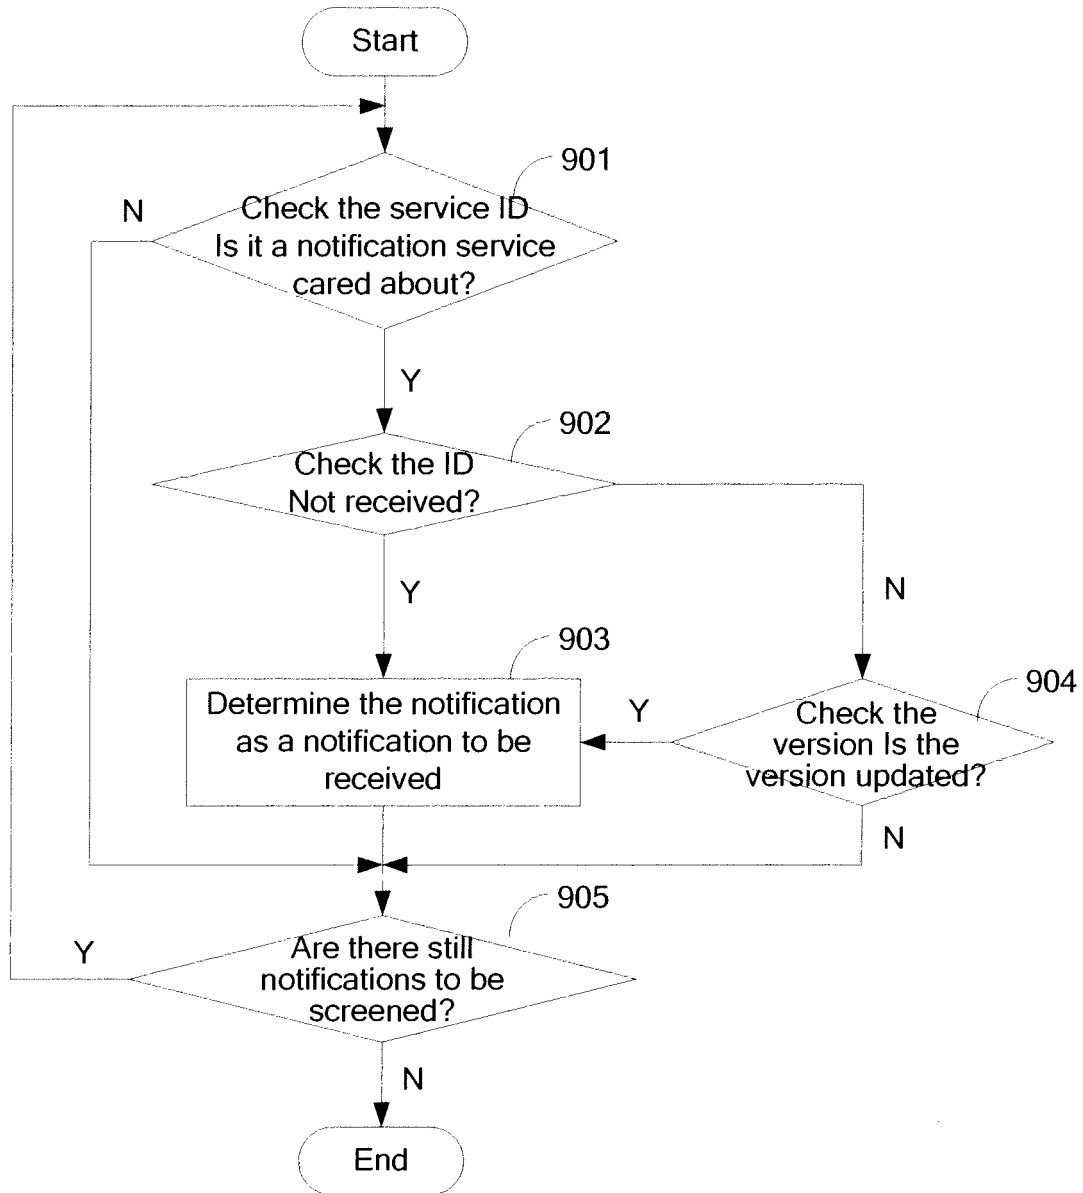 Start
901
N
Check the service ID
Is it a notification service
cared about?
Y
902
Check the ID
Not received?
Y
N
903
904
Determine the notification
as a notification to be
received
Y
Check the
version Is the
version updated?
N
905
Y
Are there still
notifications to be
screened?
N
End